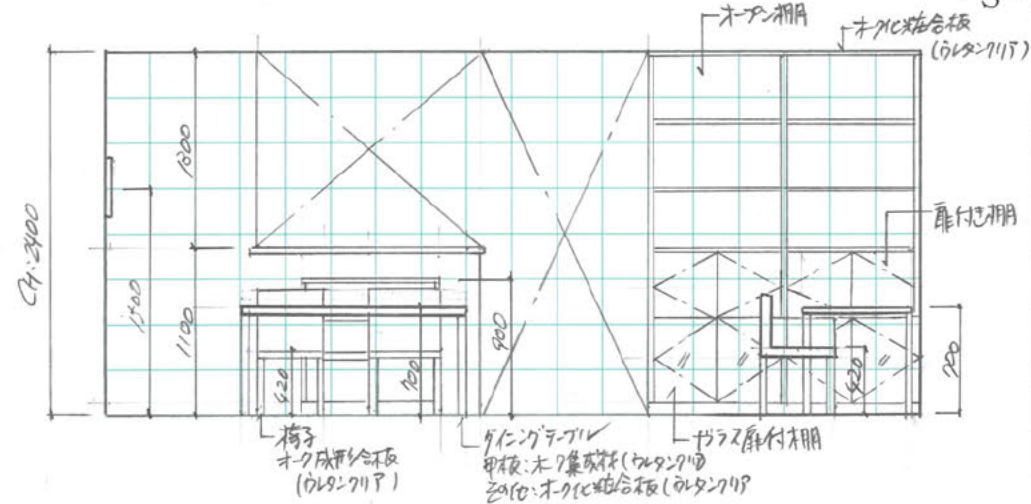 オープン棚
オーク化粧合板
(ウレタンクリア)
扉付き棚
CH:2400
1300
1100
1500
420
700
900
420
700
椅子
オーク成形合板
(ウレタンクリア)
ダイニングテーブル
甲板:オーク集成材(ウレタンクリア)
その他:オーク化粧合板(ウレタンクリア
ガラス扉付棚